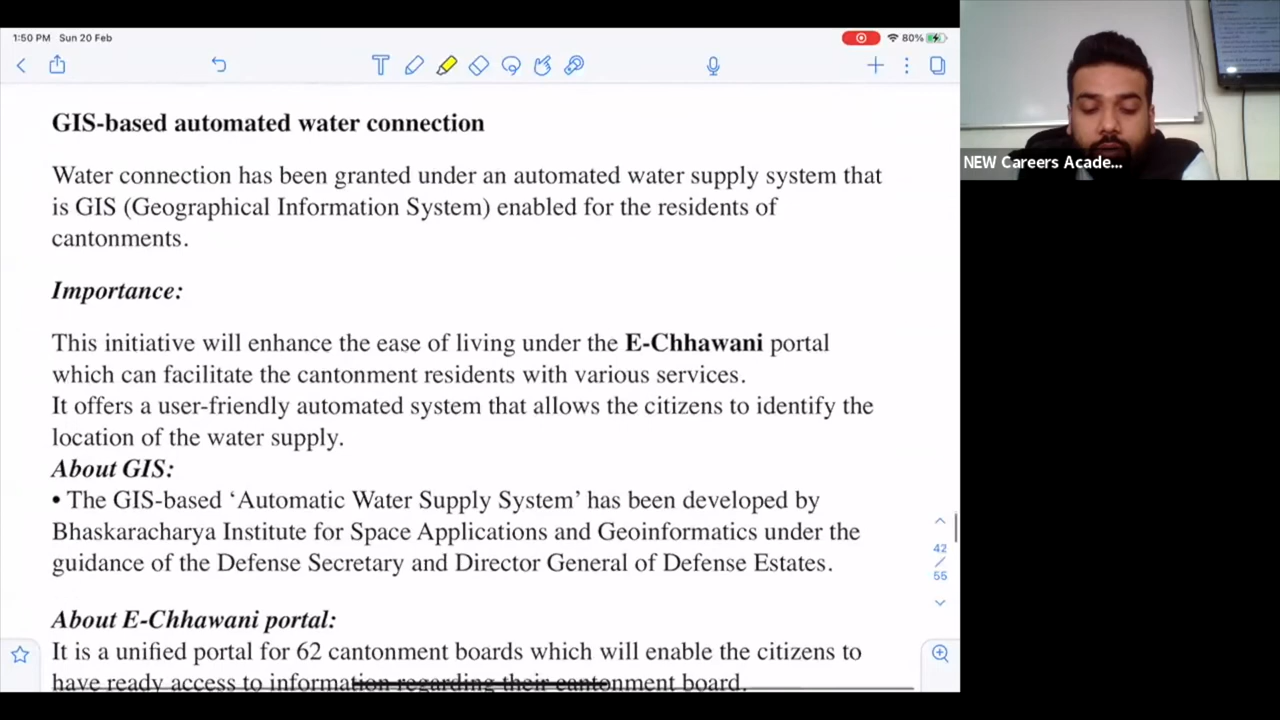 1:50 PM Sun 20 Feb
80%
GIS-based automated water connection
Water connection has been granted under an automated water supply system that
is GIS (Geographical Information System) enabled for the residents of
cantonments.
Importance:
This initiative will enhance the ease of living under the E-Chhawani portal
which can facilitate the cantonment residents with various services.
It offers a user-friendly automated system that allows the citizens to identify the
location of the water supply.
About GIS:
• The GIS-based ‘Automatic Water Supply System’ has been developed by
Bhaskaracharya Institute for Space Applications and Geoinformatics under the
guidance of the Defense Secretary and Director General of Defense Estates.
About E-Chhawani portal:
It is a unified portal for 62 cantonment boards which will enable the citizens to
have ready access to information regarding their cantonment board.
42
/
55
NEW Careers Acade...